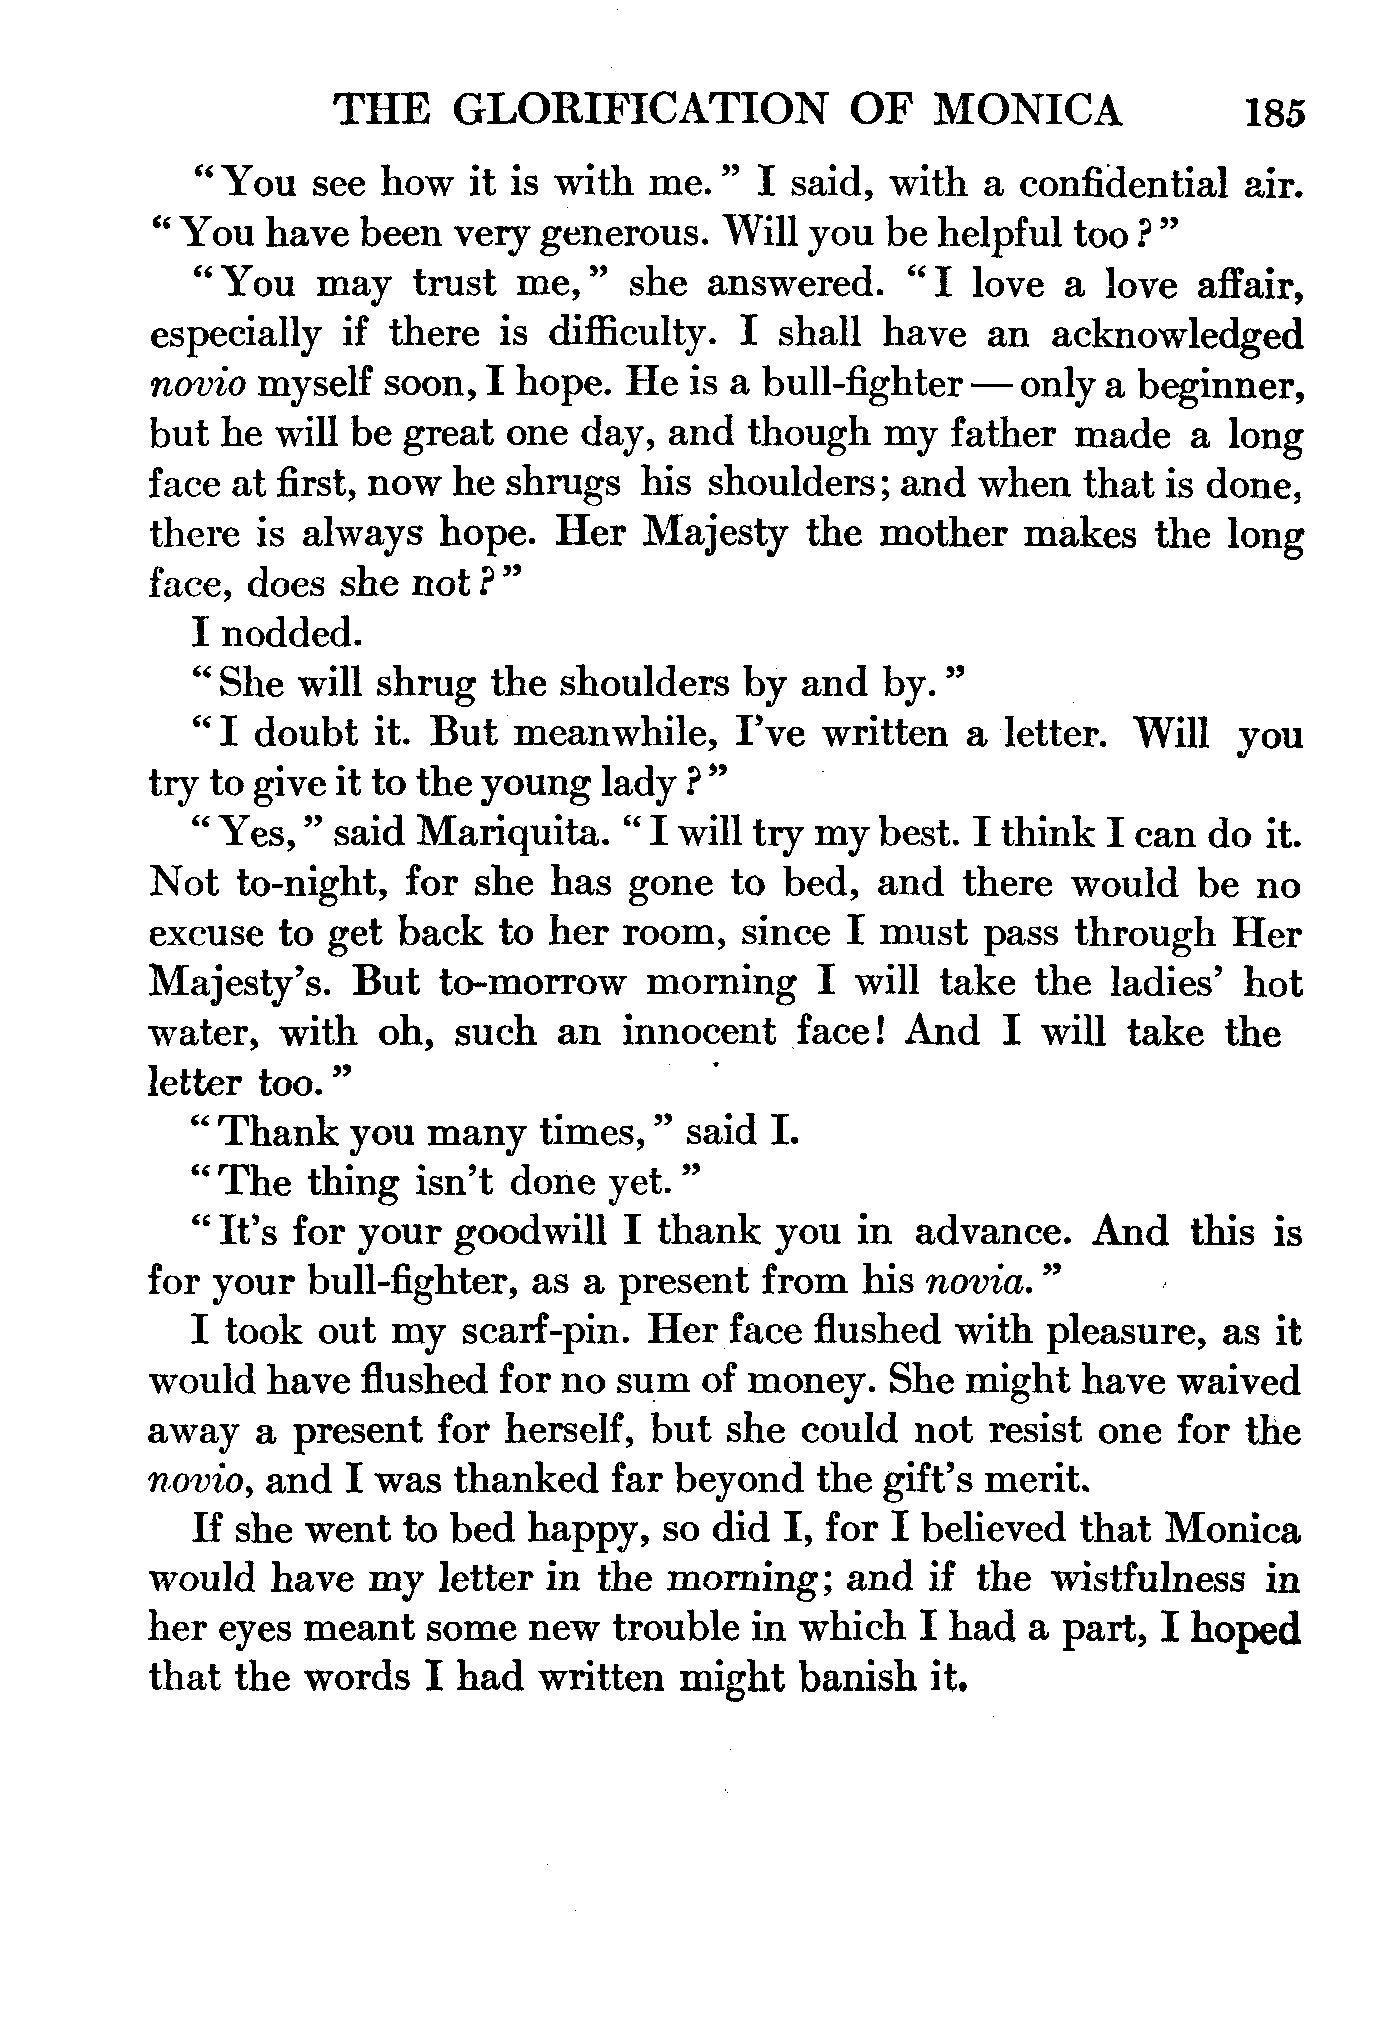 THE GLORIFICATION OF MONICA 185
“You see how it is with me.” I said, with a confidential air.
“You have been very generous. Will you be helpful too?”
“You may trust me,” she answered. “I love a love affair,
especially if there is difficulty. I shall have an acknowledged
novio myself soon, I hope. He is a bull-fighter — only a beginner,
but he will be great one day, and though my father made a long
face at first, now he shrugs his shoulders; and when that is done,
there is always hope. Her Majesty the mother makes the long
face, does she not?”
I nodded.
“She will shrug the shoulders by and by.”
“I doubt it. But meanwhile, I’ve written a letter. Will you
try to give it to the young lady?”
“Yes,” said Mariquita. “I will try my best. I think I can do it.
Not to-night, for she has gone to bed, and there would be no
excuse to get back to her room, since I must pass through Her
Majesty’s. But to-morrow morning I will take the ladies’ hot
water, with oh, such an innocent face! And I will take the
letter too.”
“Thank you many times,” said I.
“The thing isn’t done yet.”
“It’s for your goodwill I thank you in advance. And this is
for your bull-fighter, as a present from his novia.”
I took out my scarf-pin. Her face flushed with pleasure, as it
would have flushed for no sum of money. She might have waived
away a present for herself, but she could not resist one for the
novio, and I was thanked far beyond the gift’s merit.
If she went to bed happy, so did I, for I believed that Monica
would have my letter in the morning; and if the wistfulness in
her eyes meant some new trouble in which I had a part, I hoped
that the words I had written might banish it.